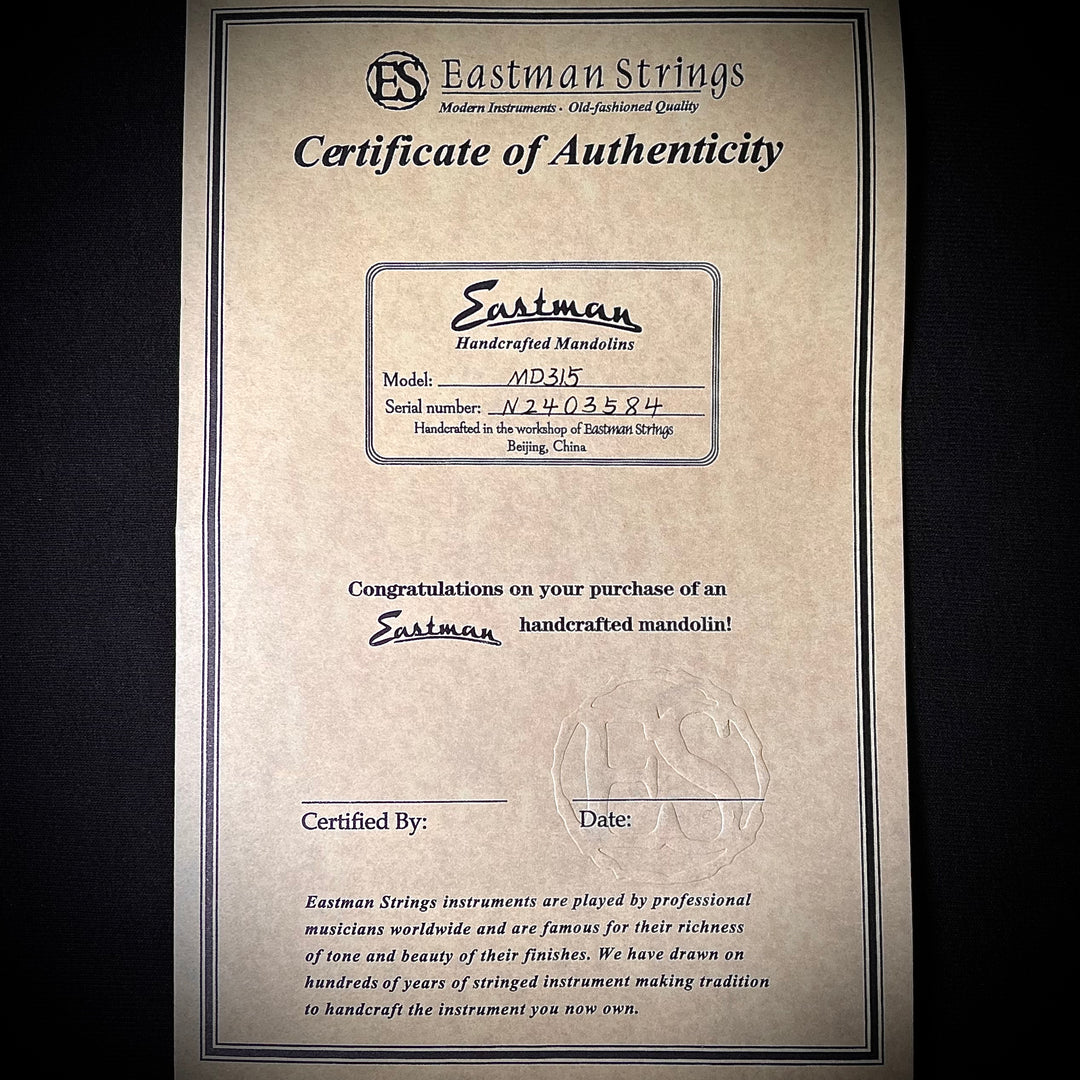 ES Eastman Strings
Modern Instruments · Old-fashioned Quality
Certificate of Authenticity
Eastman
Handcrafted Mandolins
Model: MD315
Serial number: N2403584
Handcrafted in the workshop of Eastman Strings
Beijing, China
Congratulations on your purchase of an
Eastman handcrafted mandolin!
ES
Certified By: Date:
Eastman Strings instruments are played by professional
musicians worldwide and are famous for their richness
of tone and beauty of their finishes. We have drawn on
hundreds of years of stringed instrument making tradition
to handcraft the instrument you now own.